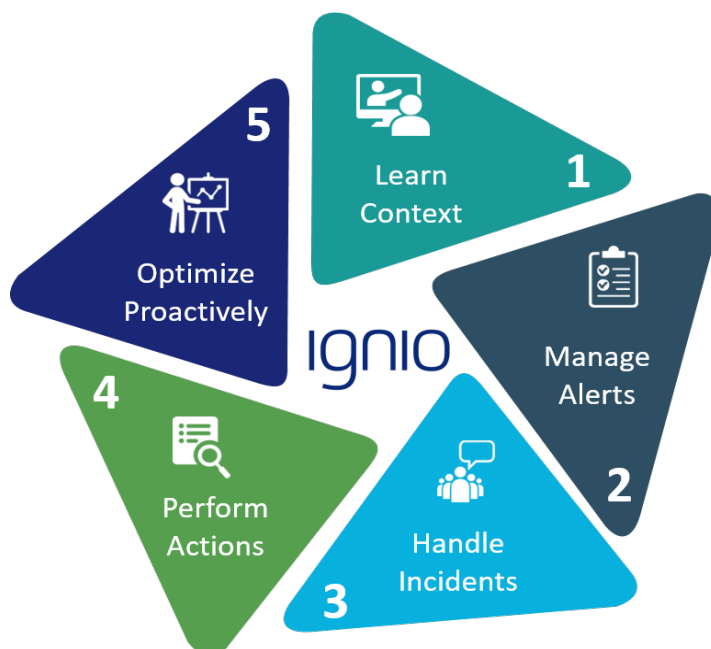 1
Learn
Context
2
Manage
Alerts
3
Handle
Incidents
4
Perform
Actions
5
Optimize
Proactively
ignio